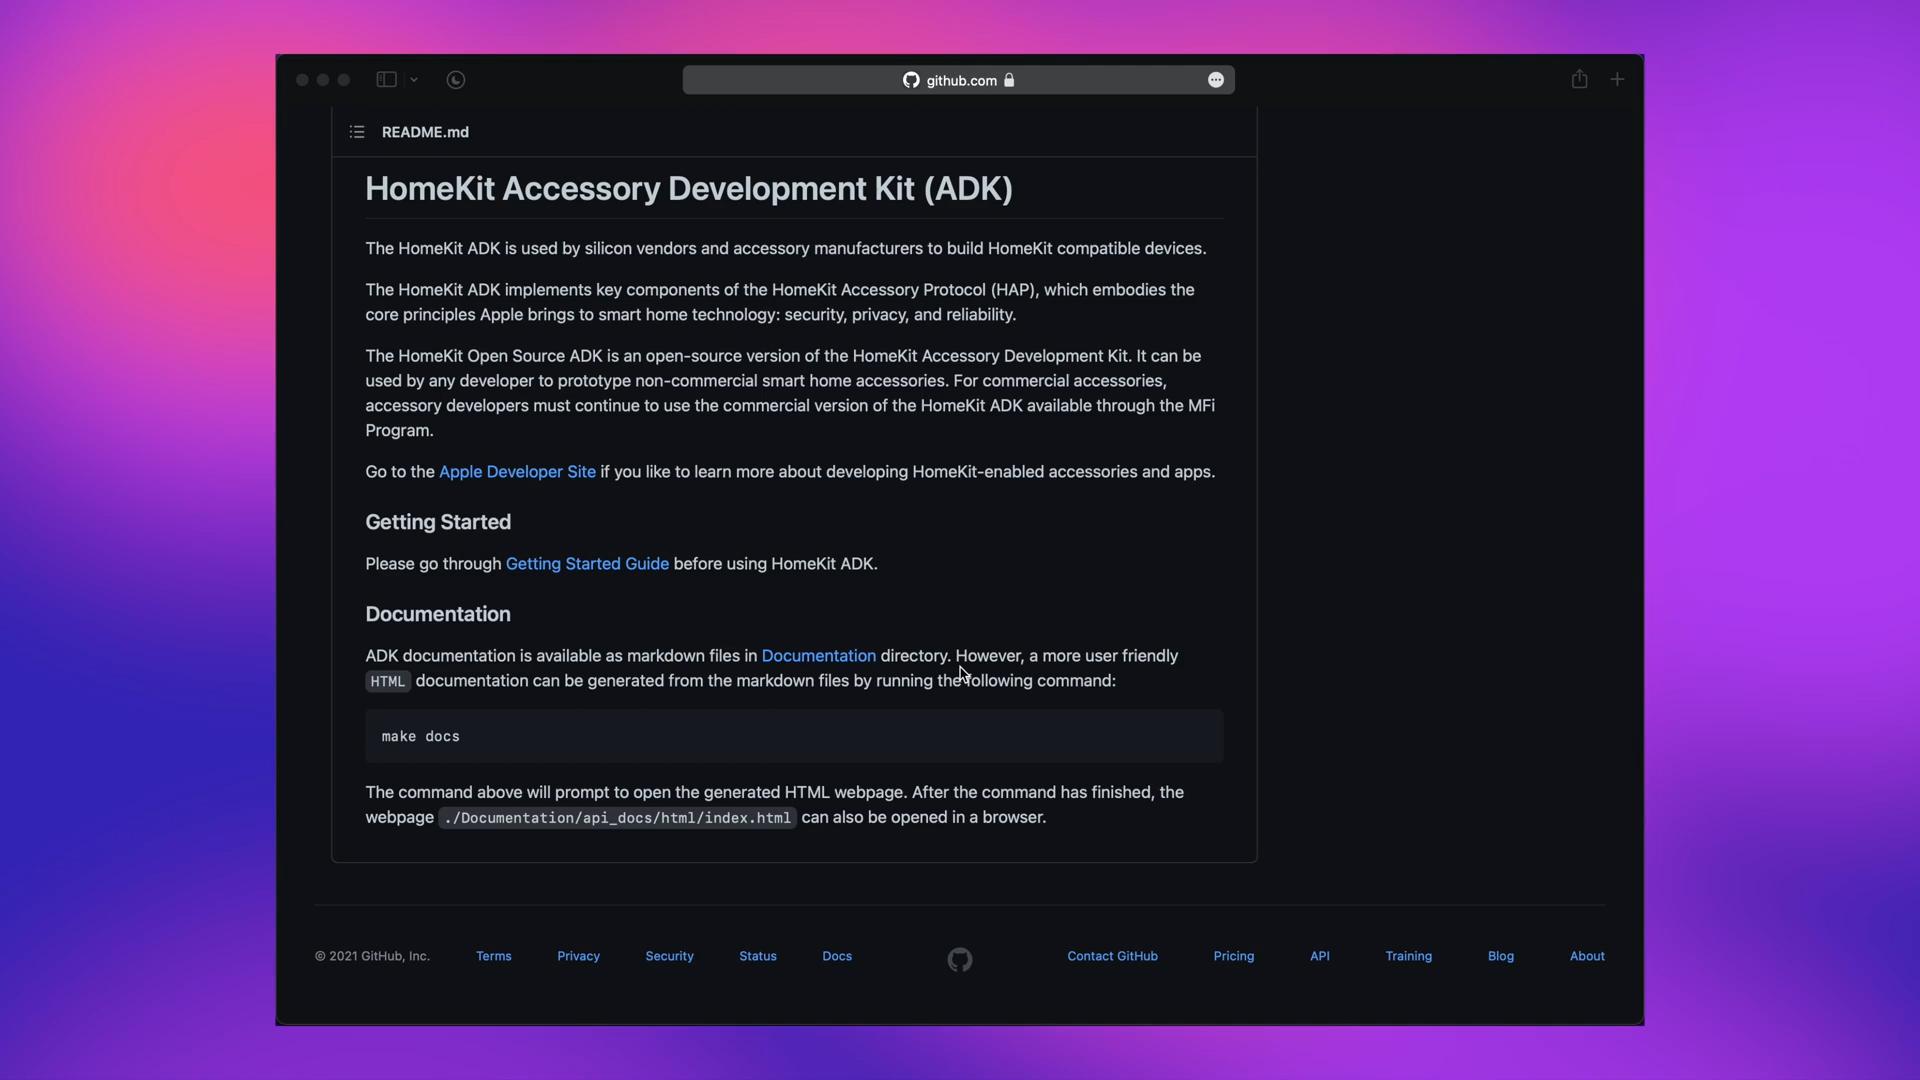 github.com
README.md
HomeKit Accessory Development Kit (ADK)
The HomeKit ADK is used by silicon vendors and accessory manufacturers to build HomeKit compatible devices.
The HomeKit ADK implements key components of the HomeKit Accessory Protocol (HAP), which embodies the
core principles Apple brings to smart home technology: security, privacy, and reliability.
The HomeKit Open Source ADK is an open-source version of the HomeKit Accessory Development Kit. It can be
used by any developer to prototype non-commercial smart home accessories. For commercial accessories,
accessory developers must continue to use the commercial version of the HomeKit ADK available through the MFi
Program.
Go to the Apple Developer Site if you like to learn more about developing HomeKit-enabled accessories and apps.
Getting Started
Please go through Getting Started Guide before using HomeKit ADK.
Documentation
ADK documentation is available as markdown files in Documentation directory. However, a more user friendly
HTML documentation can be generated from the markdown files by running the following command:
make docs
The command above will prompt to open the generated HTML webpage. After the command has finished, the
webpage ./Documentation/api_docs/html/index.html can also be opened in a browser.
© 2021 GitHub, Inc. Terms Privacy Security Status Docs Contact GitHub Pricing API Training Blog About